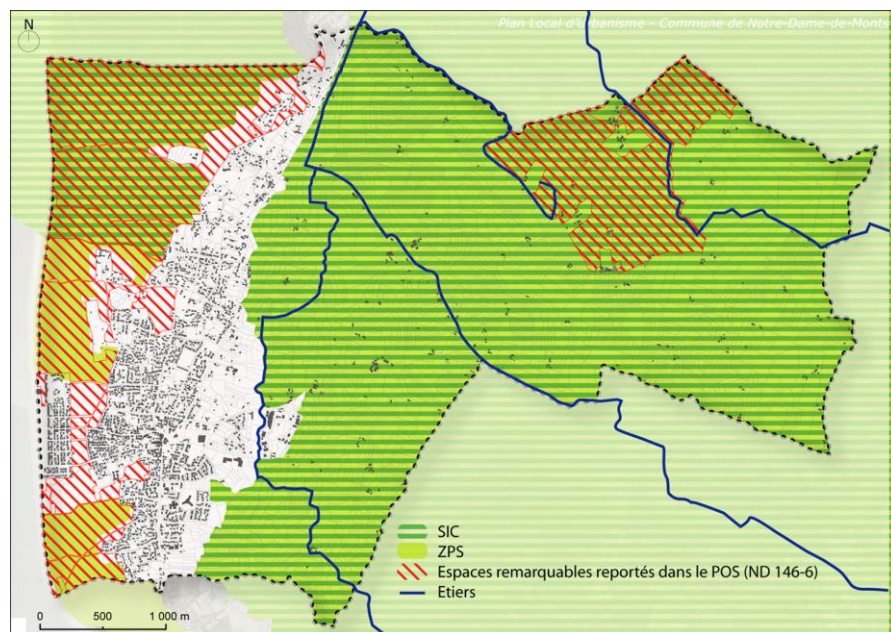 Plan Local d'Urbanisme - Commune de Notre-Dame-de-Monts
N
SIC
ZPS
Espaces remarquables reportés dans le POS (ND 146-6)
Etiers
0 500 1 000 m